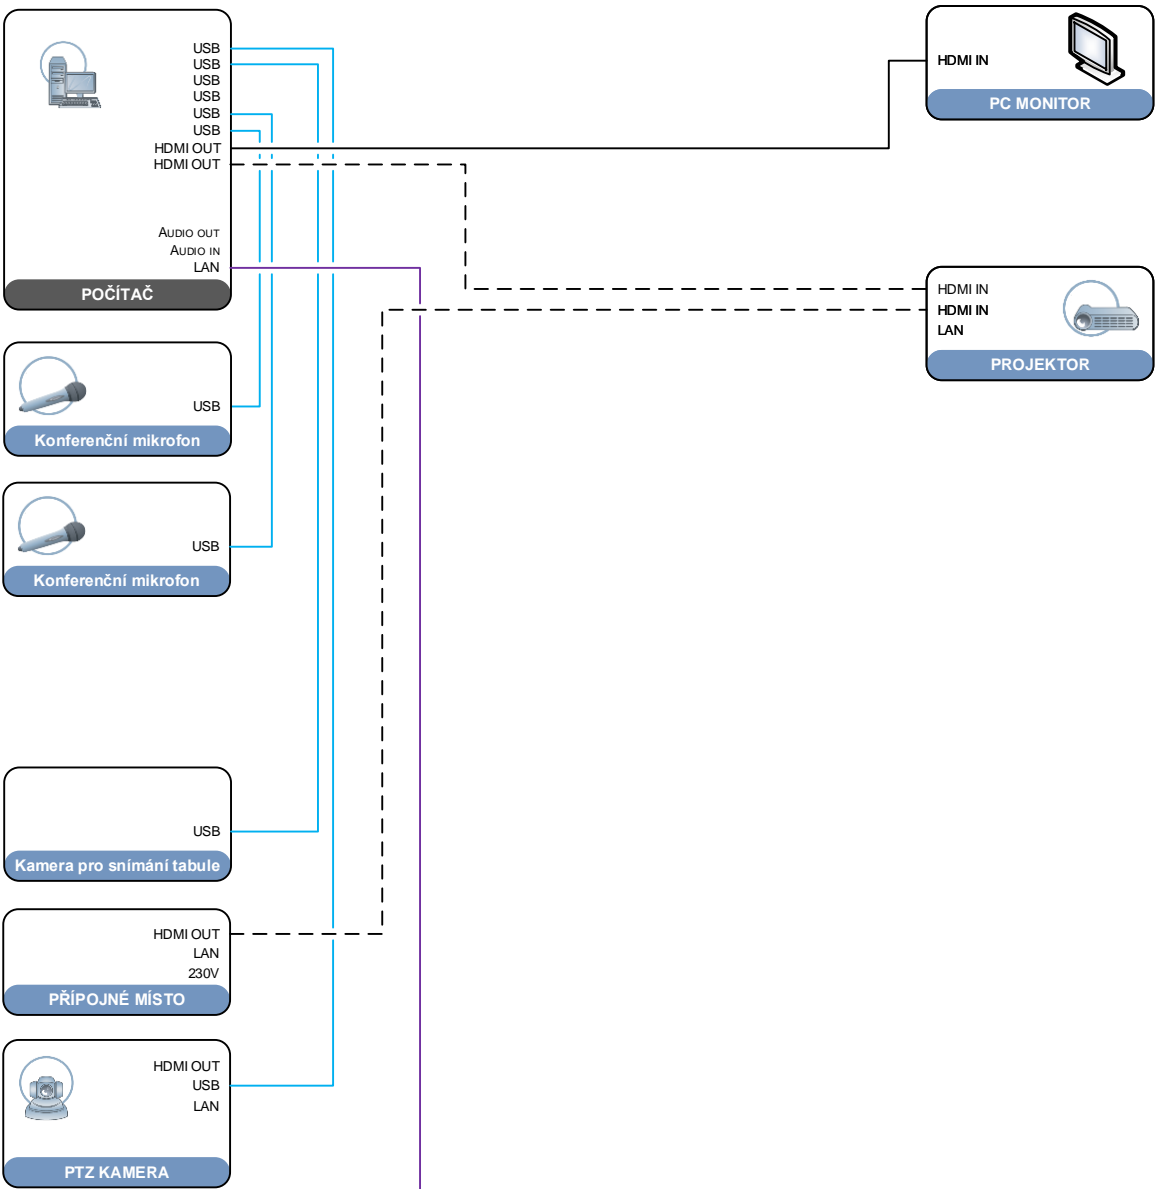 USB
USB
USB
USB
USB
USB
HDMI OUT
HDMI OUT
AUDIO OUT
AUDIO IN
LAN
POČÍTAČ
HDMI IN
PC MONITOR
HDMI IN
HDMI IN
LAN
PROJEKTOR
USB
Konferenční mikrofon
USB
Konferenční mikrofon
USB
Kamera pro snímání tabule
HDMI OUT
LAN
230V
PŘÍPOJNÉ MÍSTO
HDMI OUT
USB
LAN
PTZ KAMERA